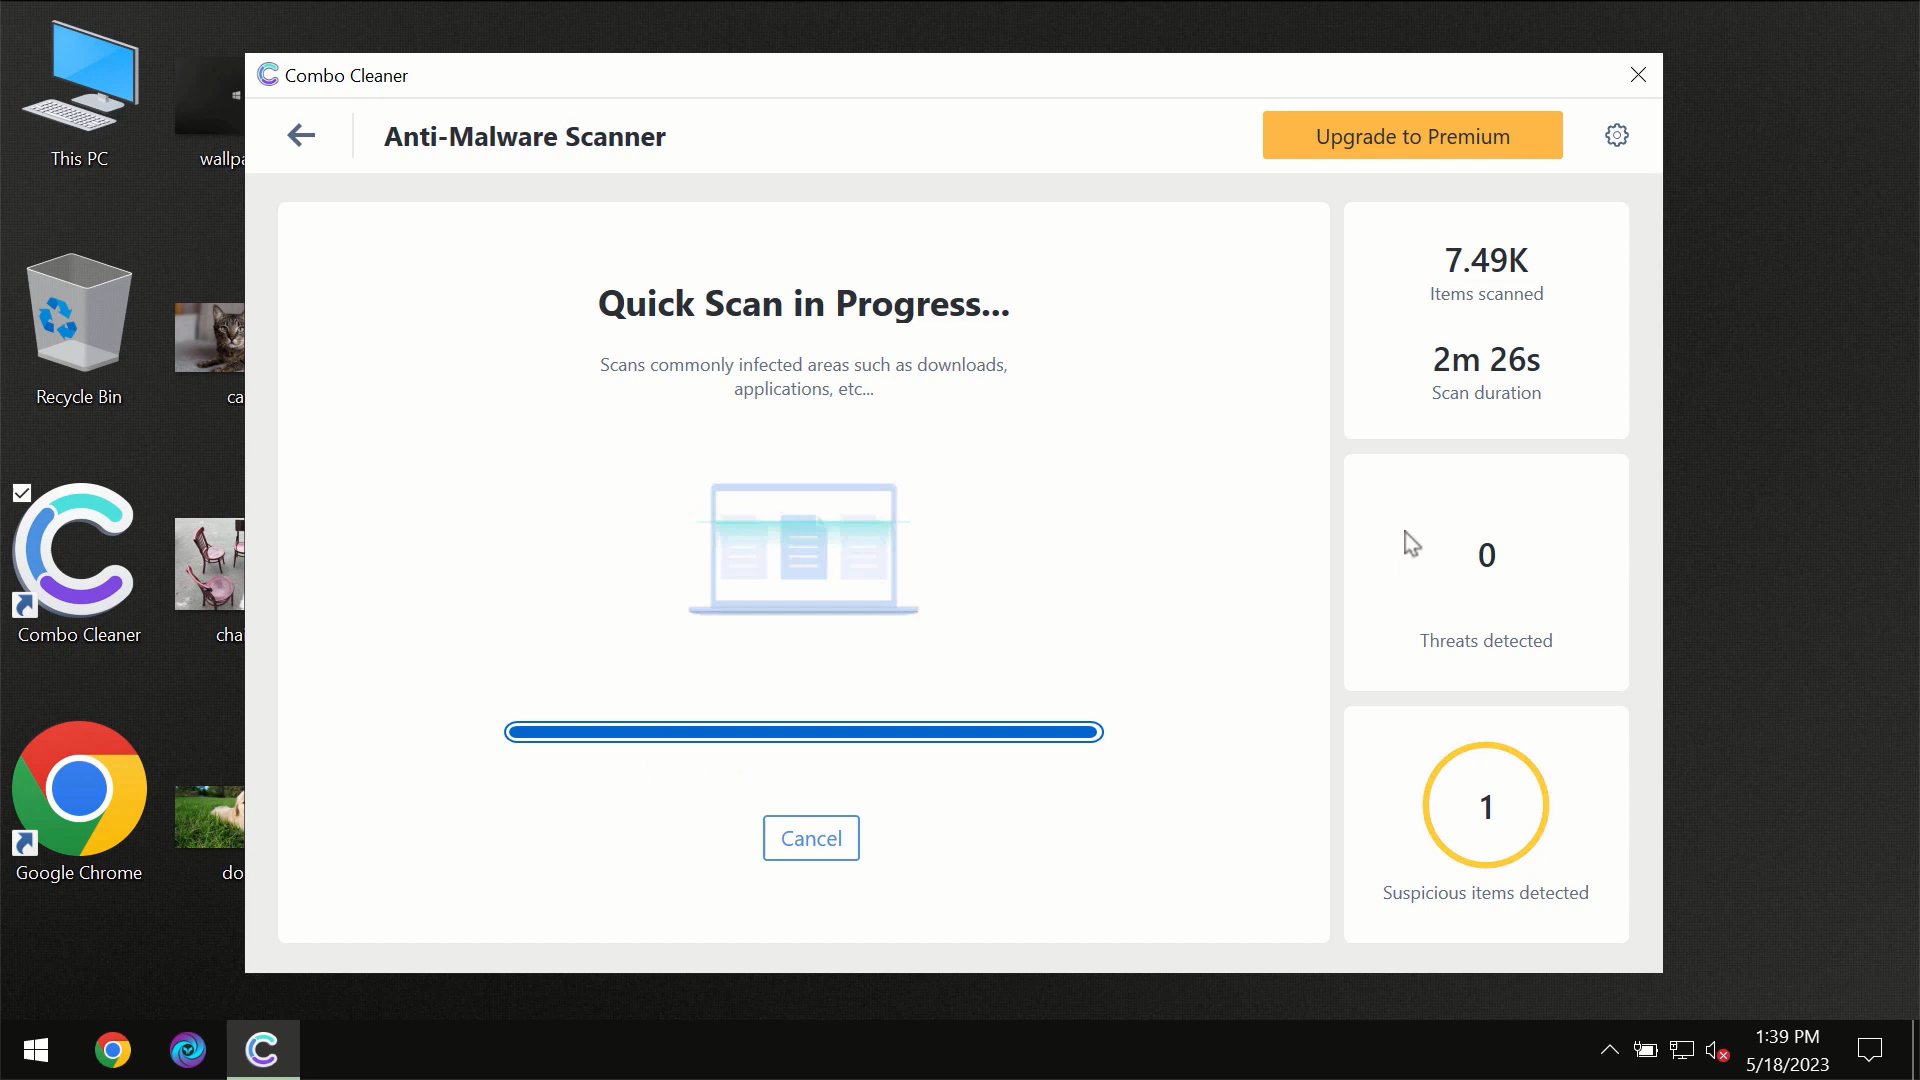 Combo Cleaner
Anti-Malware Scanner
Upgrade to Premium
Quick Scan in Progress...
Scans commonly infected areas such as downloads,
applications, etc...
Cancel
7.49K
Items scanned
2m 26s
Scan duration
0
Threats detected
1
Suspicious items detected
This PC
wallpa
Recycle Bin
ca
Combo Cleaner
chai
Google Chrome
do
1:39 PM
5/18/2023